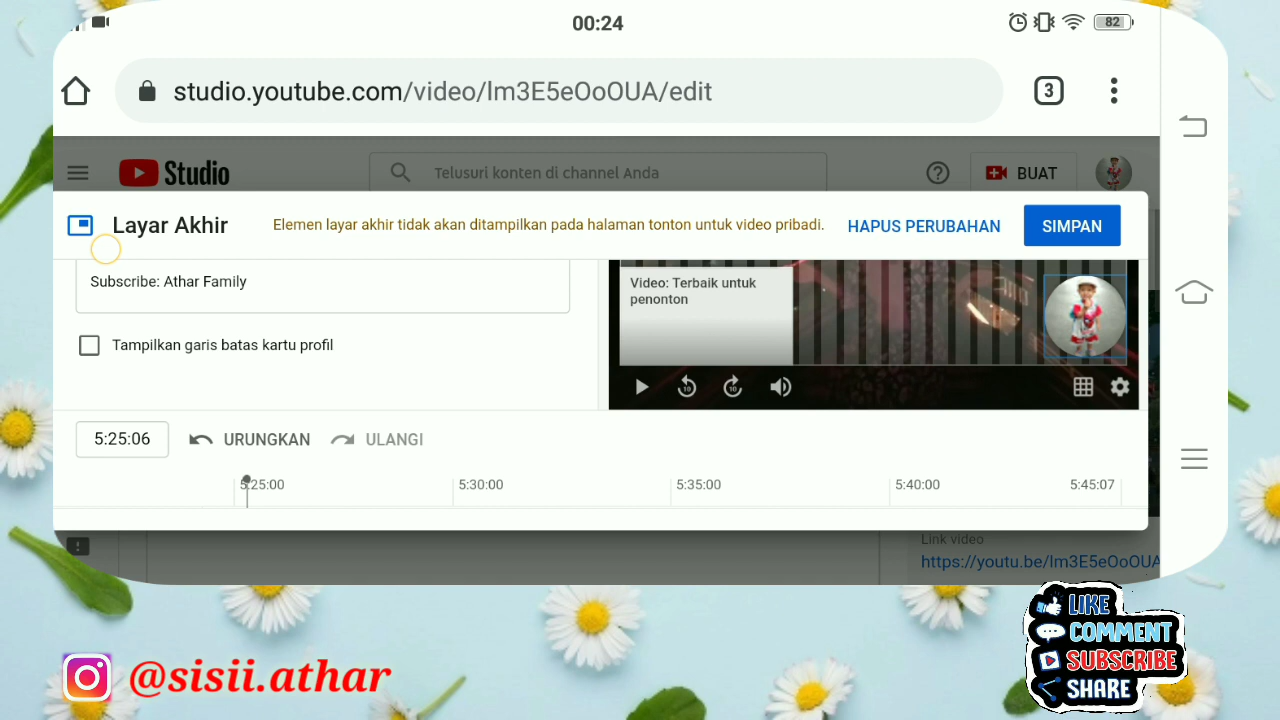 00:24
82
studio.youtube.com/video/lm3E5eOoOUA/edit
3
Studio
Telusuri konten di channel Anda
BUAT
Layar Akhir
Elemen layar akhir tidak akan ditampilkan pada halaman tonton untuk video pribadi.
HAPUS PERUBAHAN
SIMPAN
Subscribe: Athar Family
Video: Terbaik untuk
penonton
Tampilkan garis batas kartu profil
10
10
5:25:06
URUNGKAN
ULANGI
5:25:00
5:30:00
5:35:00
5:40:00
5:45:07
Link video
https://youtu.be/lm3E5eOoOUA
LIKE
COMMENT
SUBSCRIBE
SHARE
@sisii.athar